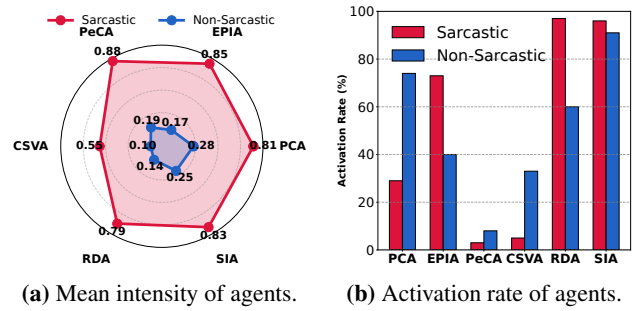 Sarcastic
Non-Sarcastic
PeCA
EPIA
0.88
0.85
0.19
0.17
CSVA
0.55
0.10
0.28
0.81
PCA
0.14
0.25
0.79
0.83
RDA
SIA
(a) Mean intensity of agents.
Activation Rate (%)
100
80
60
40
20
0
Sarcastic
Non-Sarcastic
PCA EPIA PeCA CSVA RDA SIA
(b) Activation rate of agents.